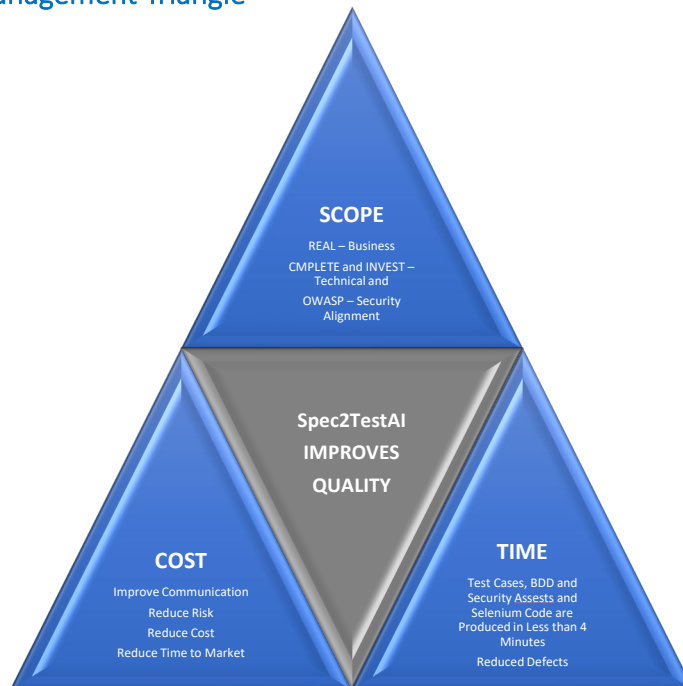 anagement Triangle
SCOPE
REAL – Business
CMPLETE and INVEST –
Technical and
OWASP – Security
Alignment
Spec2TestAI
IMPROVES
QUALITY
COST
Improve Communication
Reduce Risk
Reduce Cost
Reduce Time to Market
TIME
Test Cases, BDD and
Security Assests and
Selenium Code are
Produced in Less than 4
Minutes
Reduced Defects